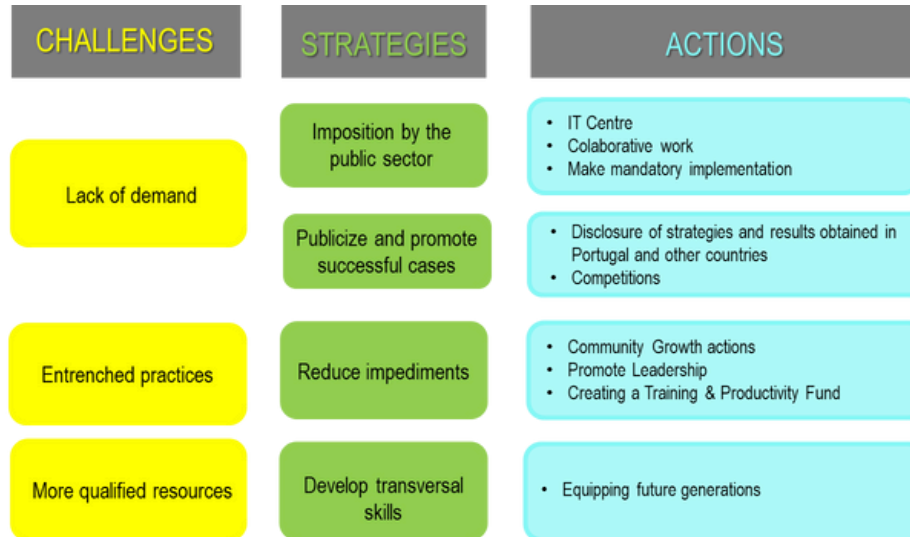 CHALLENGES
STRATEGIES
ACTIONS
Lack of demand
Imposition by the
public sector
• IT Centre
• Colaborative work
• Make mandatory implementation
Publicize and promote
successful cases
• Disclosure of strategies and results obtained in
Portugal and other countries
• Competitions
Entrenched practices
Reduce impediments
• Community Growth actions
• Promote Leadership
• Creating a Training & Productivity Fund
More qualified resources
Develop transversal
skills
• Equipping future generations